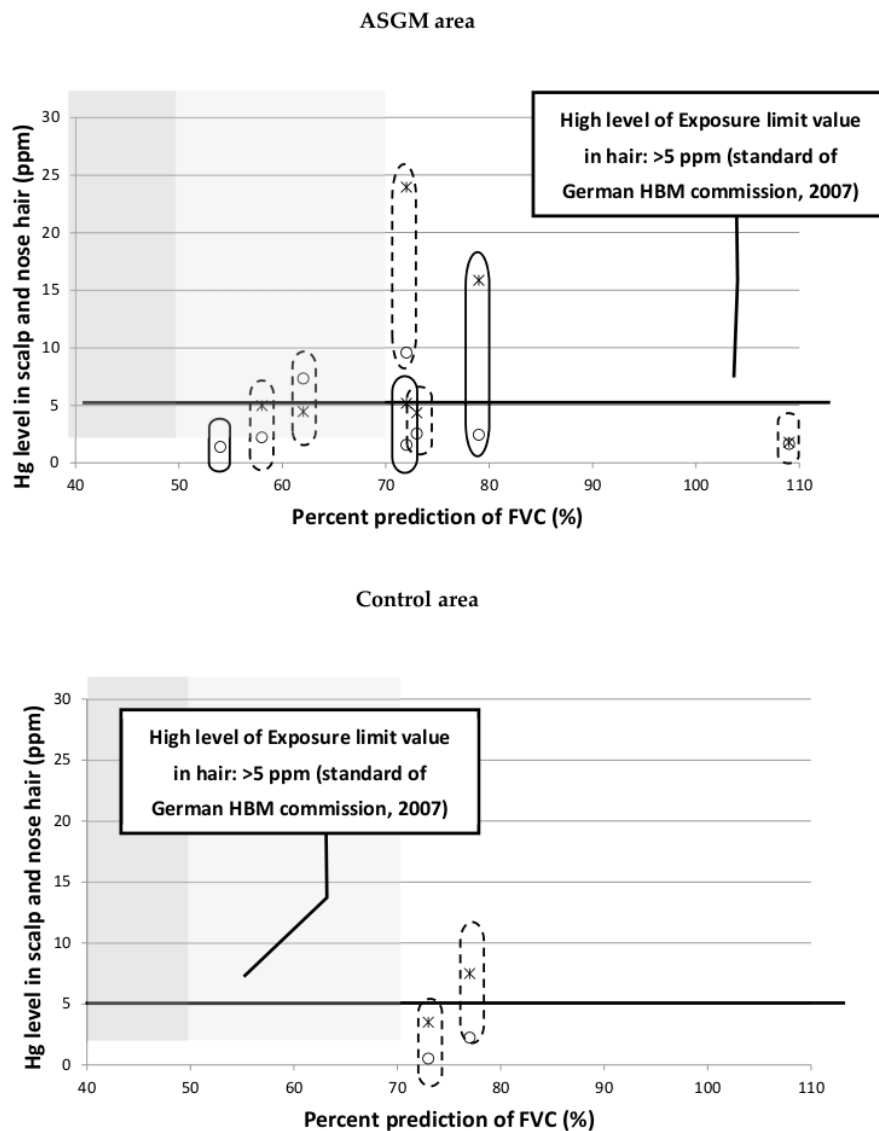 ASGM area
Hg level in scalp and nose hair (ppm)
30
25
20
15
10
5
0
High level of Exposure limit value
in hair: >5 ppm (standard of
German HBM commission, 2007)
40 50 60 70 80 90 100 110
Percent prediction of FVC (%)
Control area
Hg level in scalp and nose hair (ppm)
30
25
20
15
10
5
0
High level of Exposure limit value
in hair: >5 ppm (standard of
German HBM commission, 2007)
40 50 60 70 80 90 100 110
Percent prediction of FVC (%)